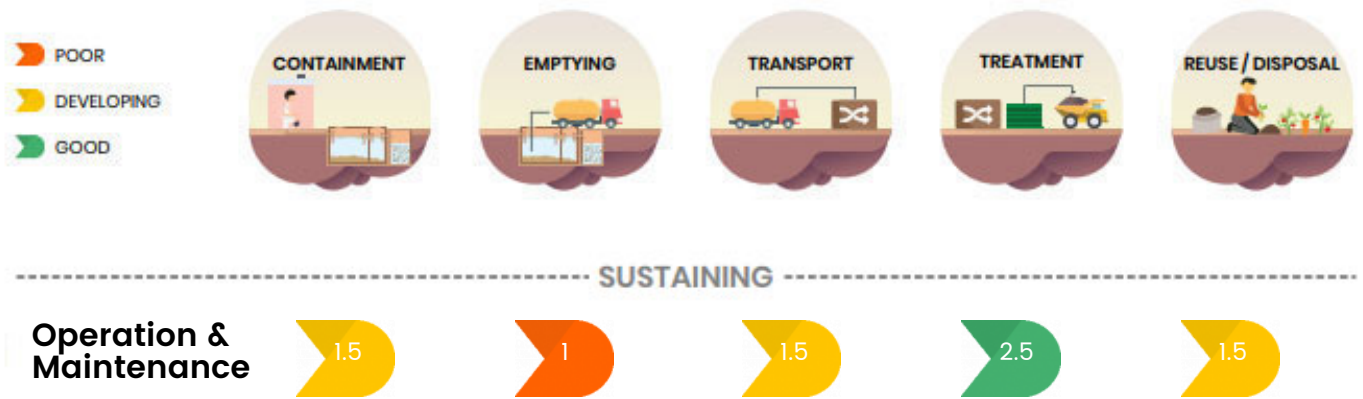 POOR
DEVELOPING
GOOD
CONTAINMENT
EMPTYING
TRANSPORT
TREATMENT
REUSE / DISPOSAL
SUSTAINING
Operation &
Maintenance
1.5
1
1.5
2.5
1.5